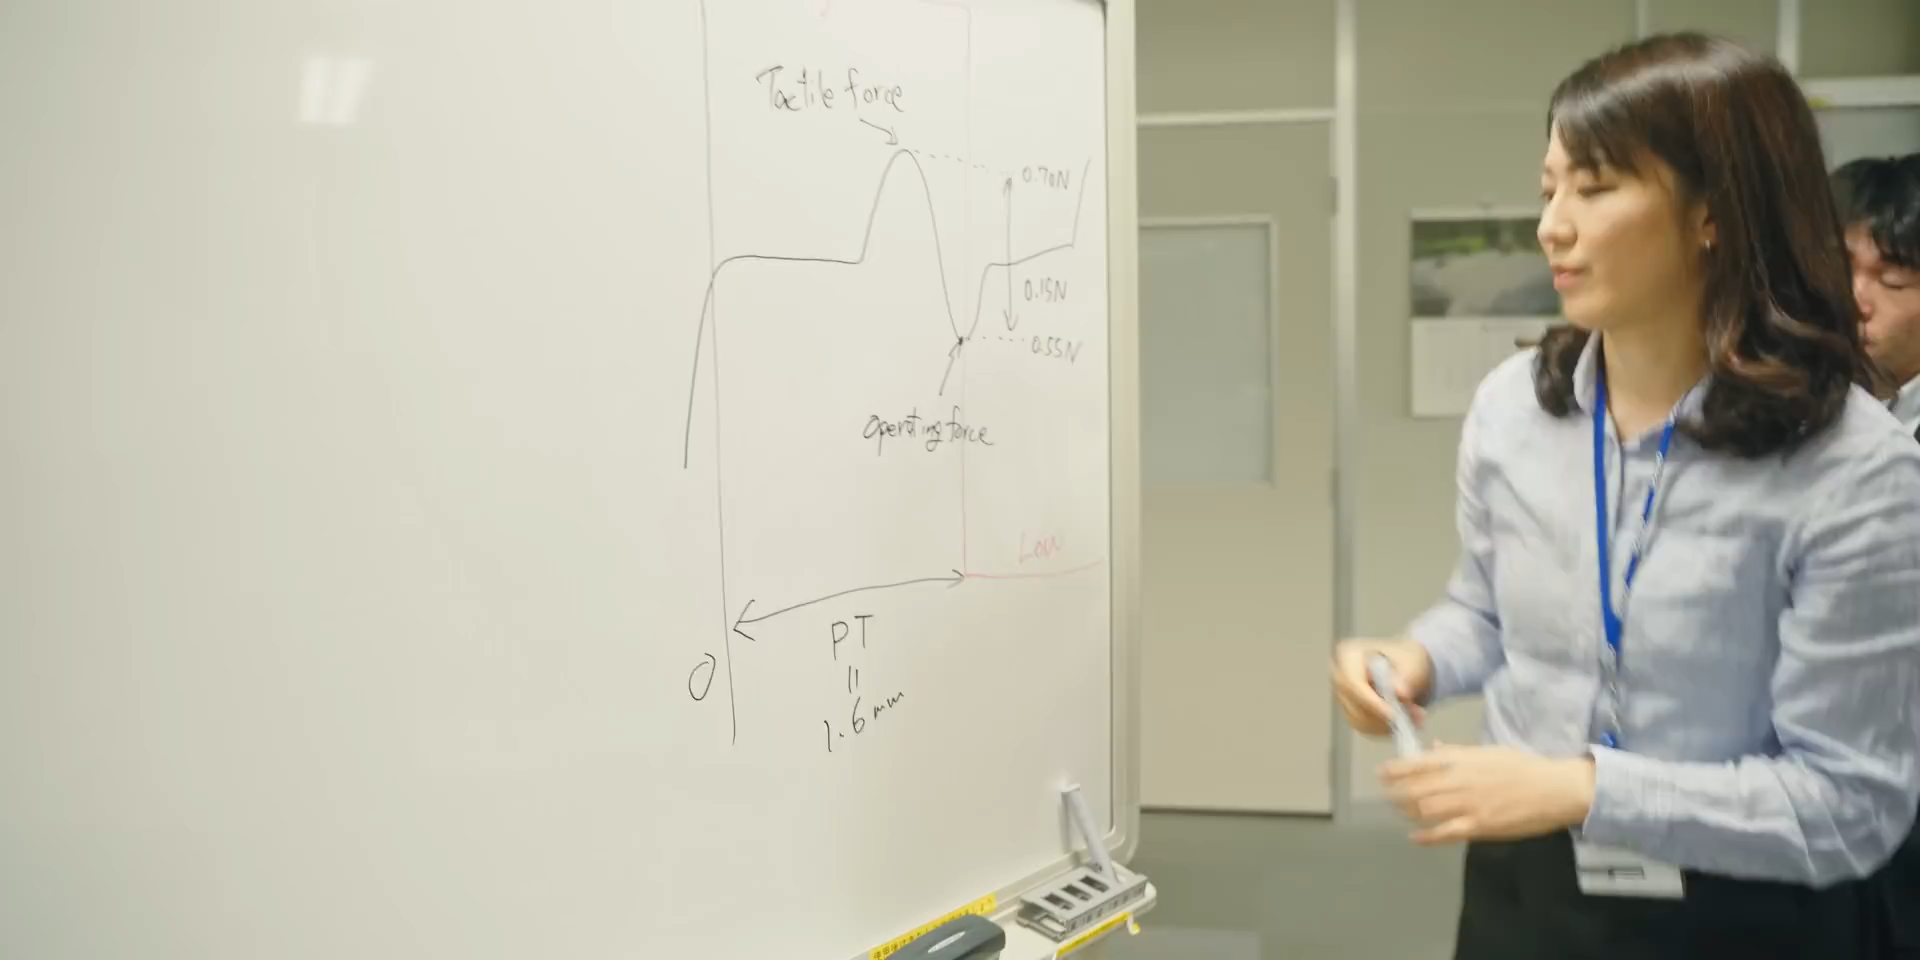 Tactile force
0.70N
0.15N
0.55N
Operating force
Low
PT
=
1.6mm
0